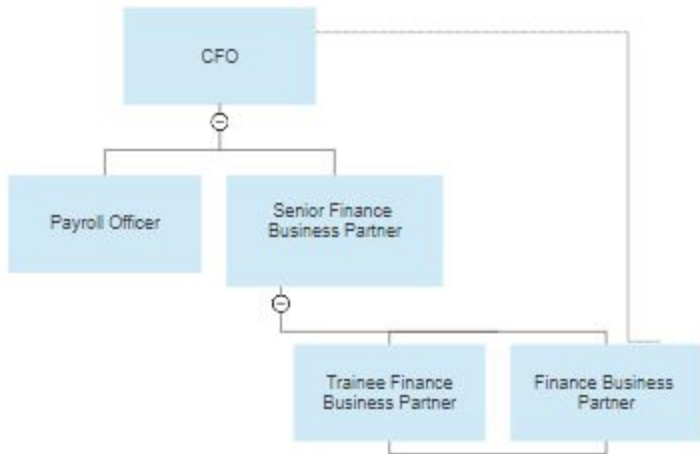 CFO
Payroll Officer
Senior Finance
Business Partner
Trainee Finance
Business Partner
Finance Business
Partner